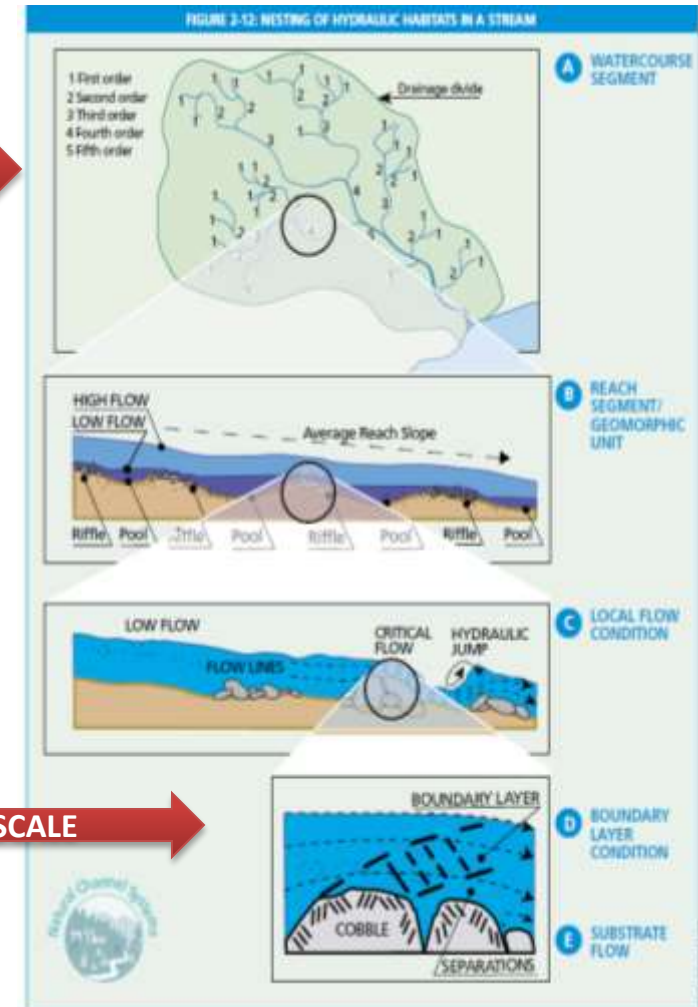 FIGURE 2-12: NESTING OF HYDRAULIC HABITATS IN A STREAM
1 First order
2 Second order
3 Third order
4 Fourth order
5 Fifth order
Drainage divide
A WATERCOURSE
SEGMENT
HIGH FLOW
LOW FLOW
Average Reach Slope
Riffle Pool Riffle Pool Riffle Pool Riffle Pool
B REACH
SEGMENT/
GEOMORPHIC
UNIT
LOW FLOW
FLOW LINES
CRITICAL
FLOW
HYDRAULIC
JUMP
C LOCAL FLOW
CONDITION
SCALE
BOUNDARY LAYER
COBBLE
SEPARATIONS
D BOUNDARY
LAYER
CONDITION
E SUBSTRATE
FLOW
Natural Channel Systems